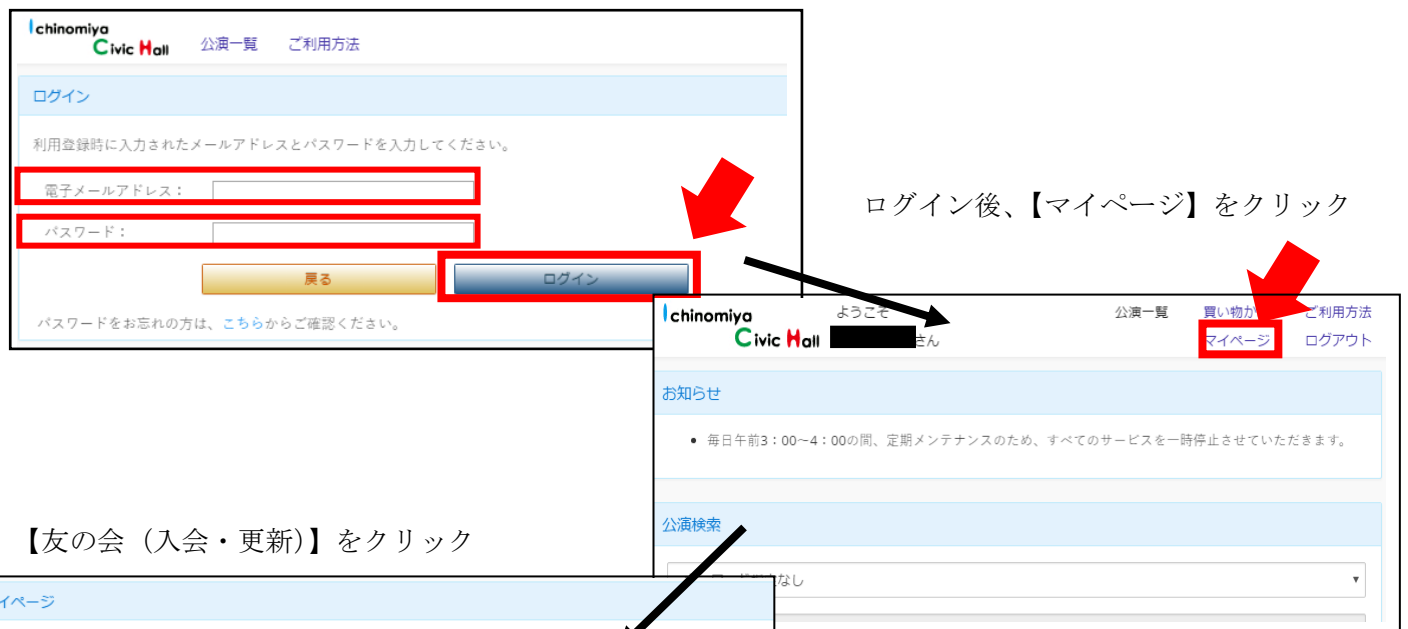 Ichinomiya
Civic Hall 公演一覧 ご利用方法
ログイン
利用登録時に入力されたメールアドレスとパスワードを入力してください。
電子メールアドレス：
パスワード：
戻る ログイン
パスワードをお忘れの方は、こちらからご確認ください。
ログイン後、【マイページ】をクリック
Ichinomiya ようこそ 公演一覧 買い物か ご利用方法
Civic Hall さん マイページ ログアウト
お知らせ
• 毎日午前3：00～4：00の間、定期メンテナンスのため、すべてのサービスを一時停止させていただきます。
公演検索
なし
【友の会（入会・更新）】をクリック
イページ